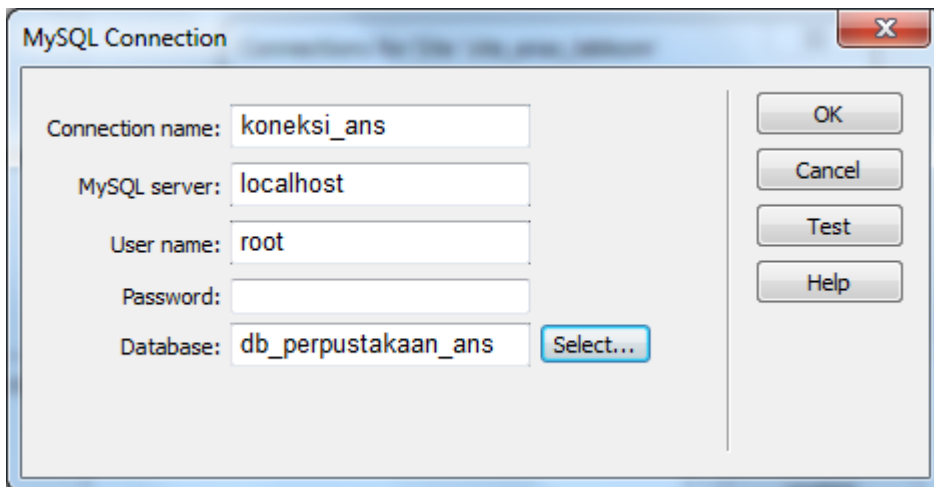 MySQL Connection
Connection name: koneksi_ans
MySQL server: localhost
User name: root
Password:
Database: db_perpustakaan_ans Select...
OK
Cancel
Test
Help